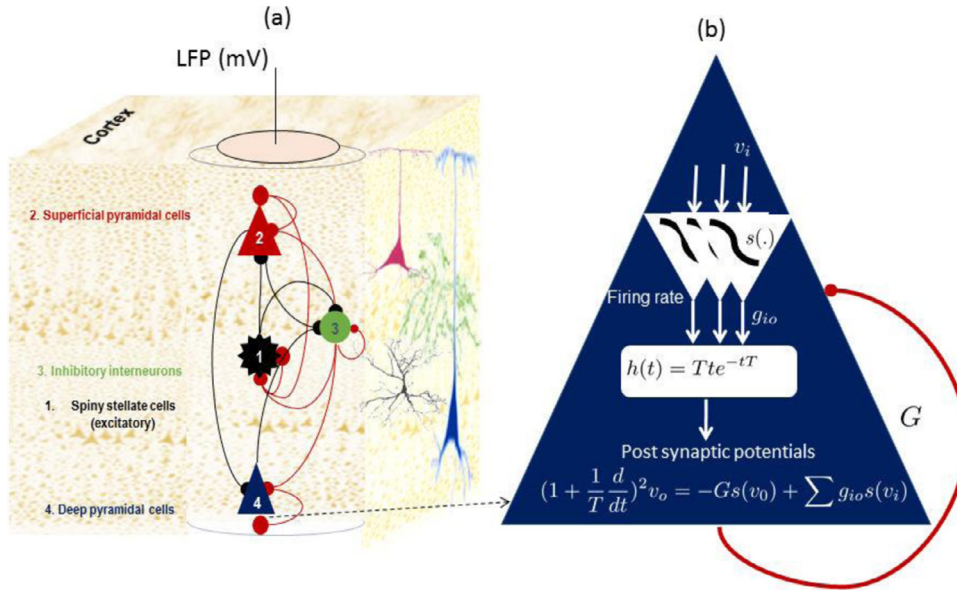 (a)
LFP (mV)
Cortex
2. Superficial pyramidal cells
2
3
1
3. Inhibitory interneurons
1. Spiny stellate cells
(excitatory)
4
4. Deep pyramidal cells
(b)
v_i
s(.)
Firing rate
g_{io}
h(t) = Tte^{-tT}
G
Post synaptic potentials
(1 + \frac{1}{T}\frac{d}{dt})^2 v_o = -Gs(v_0) + \sum g_{io}s(v_i)